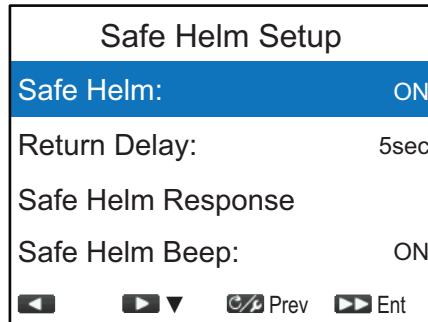 Safe Helm Setup
Safe Helm: ON
Return Delay: 5sec
Safe Helm Response
Safe Helm Beep: ON
Prev Ent